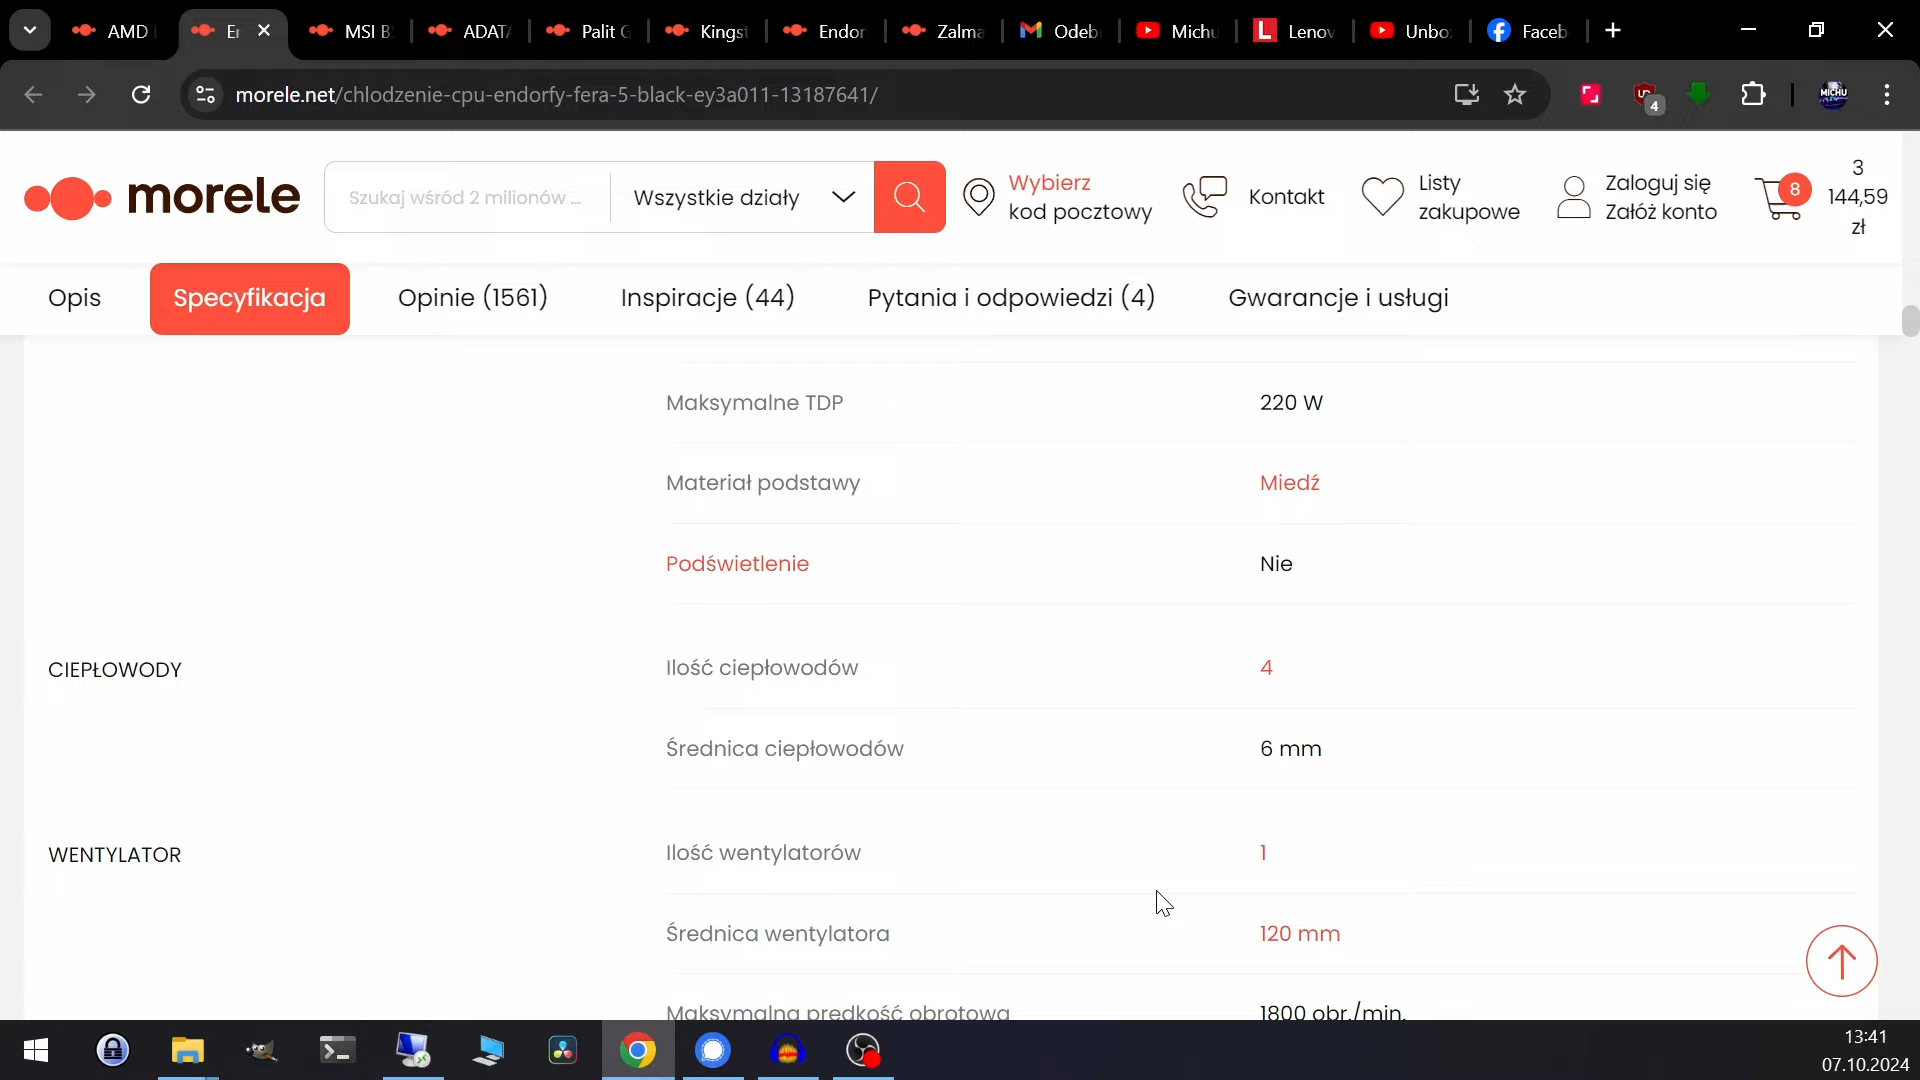 AMD
MSI B
ADATA
Palit G
Kingst
Endor
Zalma
Odeb
Michu
Lenov
Unbo
Faceb
morele.net/chlodzenie-cpu-endorfy-fera-5-black-ey3a011-13187641/
4
MICHU
morele
Szukaj wśród 2 milionów ...
Wszystkie działy
Wybierz
kod pocztowy
Kontakt
Listy
zakupowe
Zaloguj się
Załóż konto
8
3
144,59
zł
Opis
Specyfikacja
Opinie (1561)
Inspiracje (44)
Pytania i odpowiedzi (4)
Gwarancje i usługi
Maksymalne TDP
220 W
Materiał podstawy
Miedź
Podświetlenie
Nie
CIEPŁOWODY
Ilość ciepłowodów
4
Średnica ciepłowodów
6 mm
WENTYLATOR
Ilość wentylatorów
1
Średnica wentylatora
120 mm
Maksymalna prędkość obrotowa
1800 obr./min.
13:41
07.10.2024